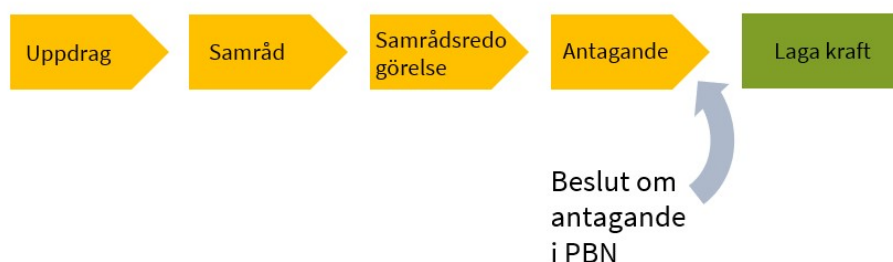 Uppdrag
Samråd
Samrådsredo
görelse
Antagande
Laga kraft
Beslut om
antagande
i PBN